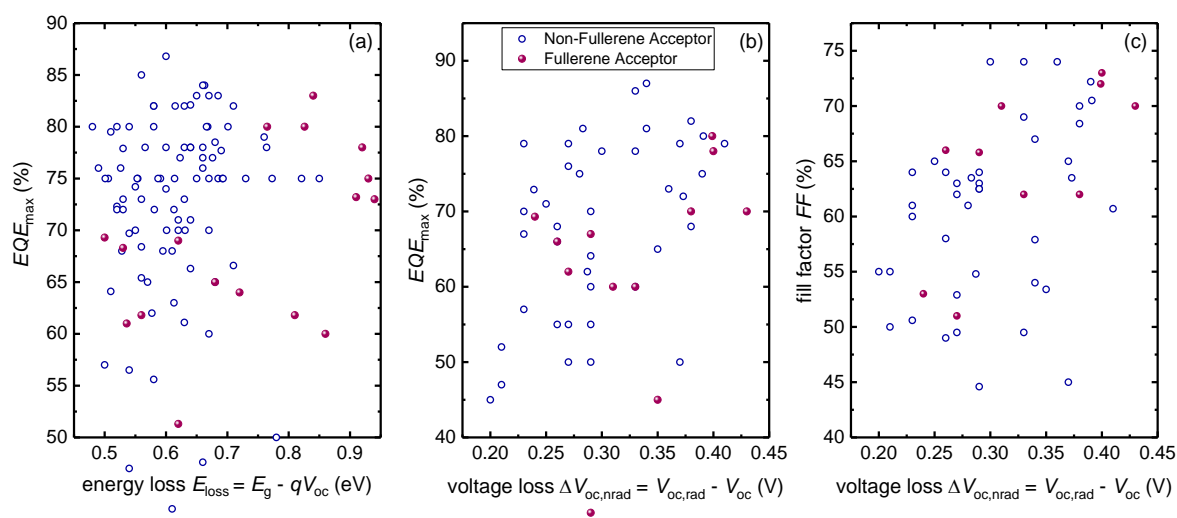 (a)
EQE_max (%)
90
85
80
75
70
65
60
55
50
0.5 0.6 0.7 0.8 0.9
energy loss E_loss = E_g - qV_oc (eV)
(b)
Non-Fullerene Acceptor
Fullerene Acceptor
EQE_max (%)
100
90
80
70
60
50
40
0.20 0.25 0.30 0.35 0.40 0.45
voltage loss ΔV_oc,nrad = V_oc,rad - V_oc (V)
(c)
fill factor FF (%)
75
70
65
60
55
50
45
40
0.20 0.25 0.30 0.35 0.40 0.45
voltage loss ΔV_oc,nrad = V_oc,rad - V_oc (V)